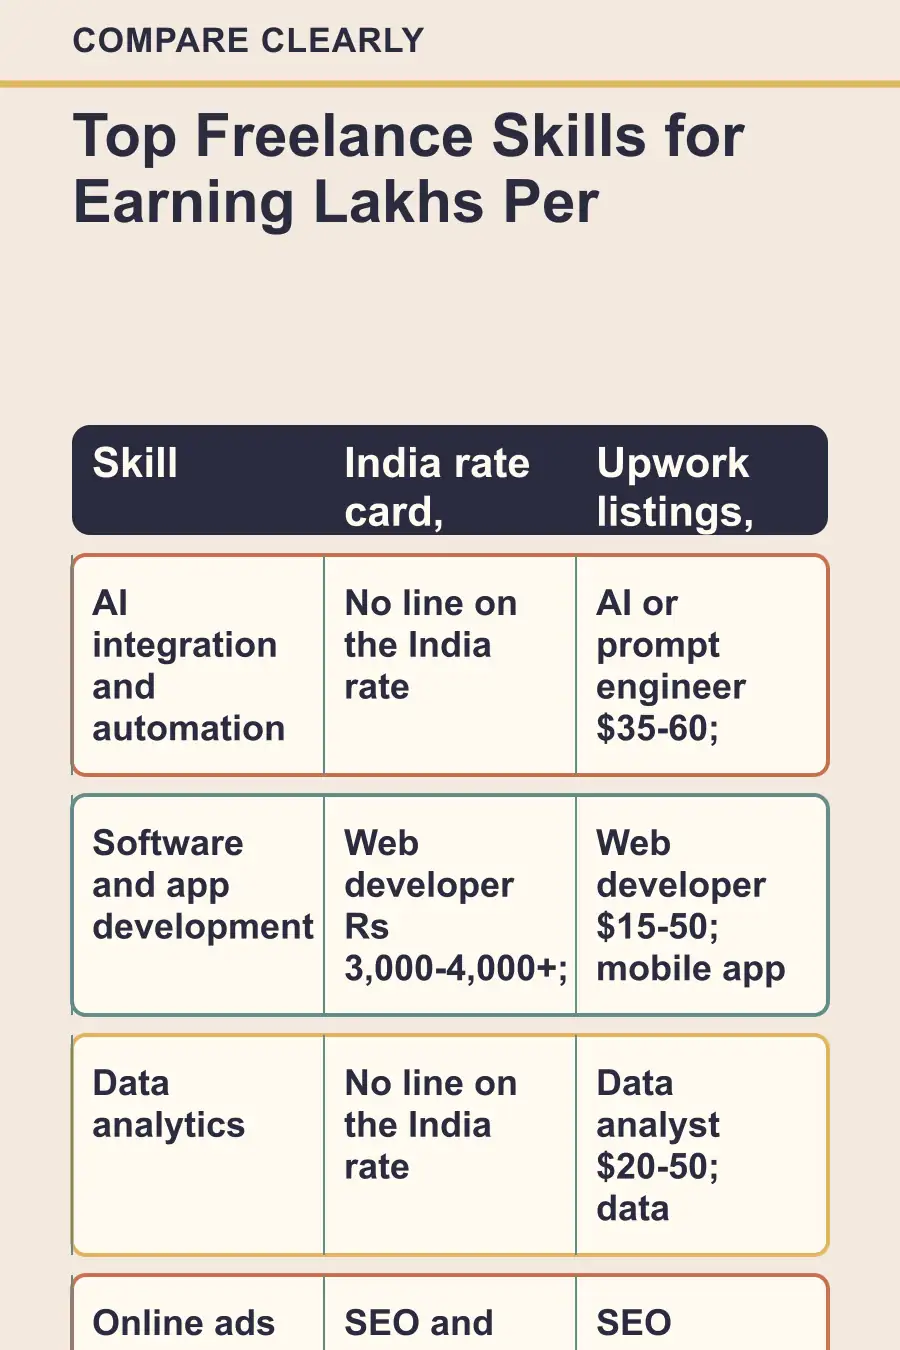 COMPARE CLEARLY
Top Freelance Skills for
Earning Lakhs Per
Skill
India rate
card,
Upwork
listings,
AI
integration
and
automation
No line on
the India
rate
AI or
prompt
engineer
$35-60;
Software
and app
development
Web
developer
Rs
3,000-4,000+;
Web
developer
$15-50;
mobile app
Data
analytics
No line on
the India
rate
Data
analyst
$20-50;
data
Online ads
SEO and
SEO